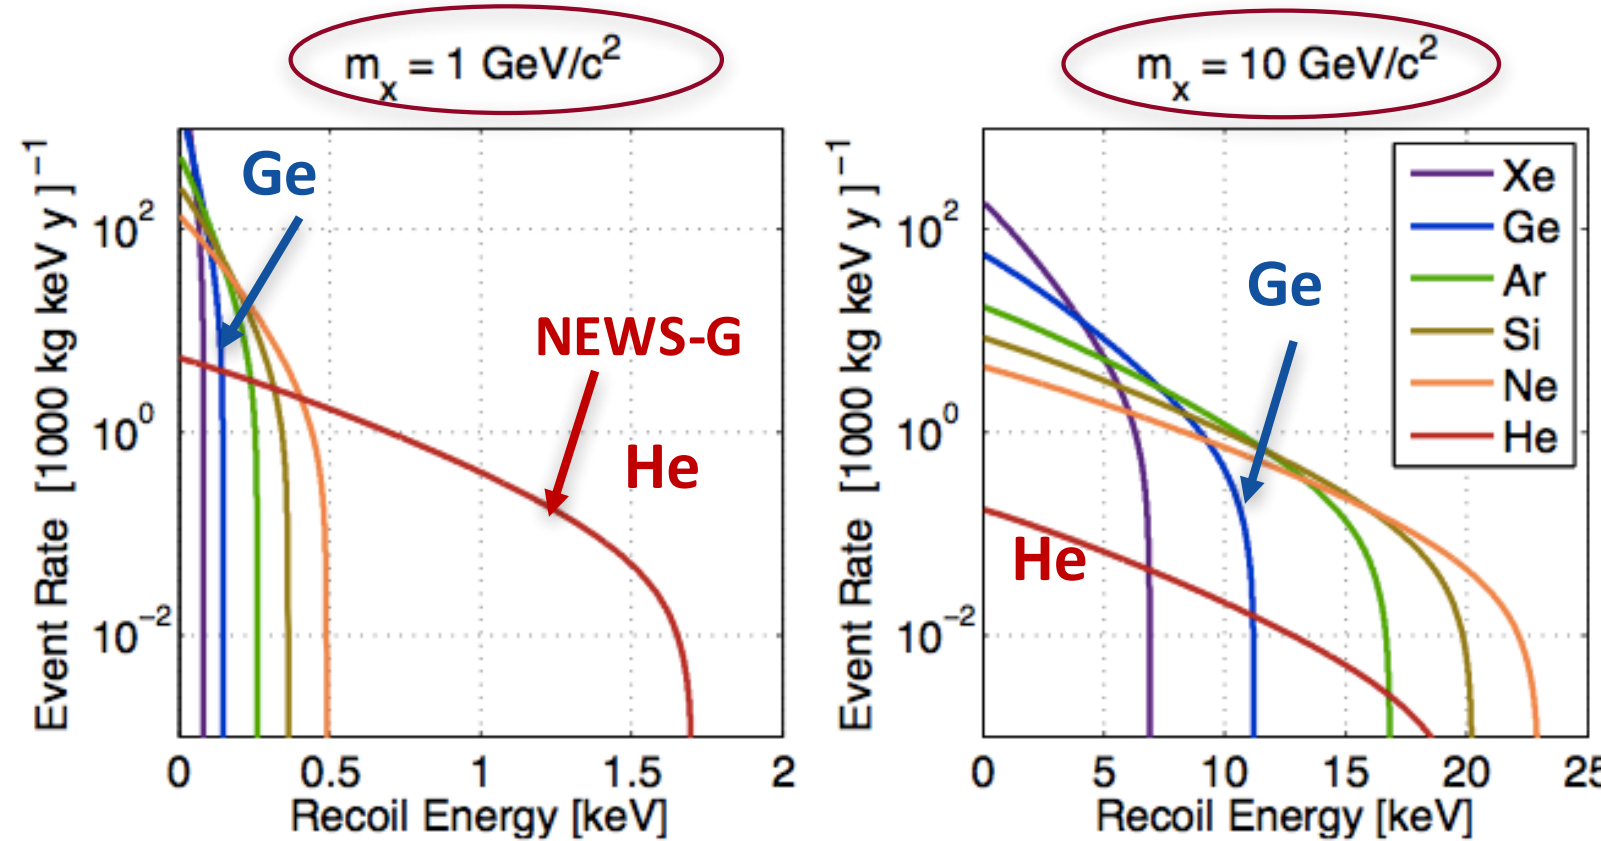 m_x = 1 GeV/c^2
Event Rate [1000 kg keV y ]^−1
10^2
10^0
10^−2
Ge
NEWS-G
He
0 0.5 1 1.5 2
Recoil Energy [keV]
m_x = 10 GeV/c^2
Event Rate [1000 kg keV y ]^−1
10^2
10^0
10^−2
Ge
He
Xe
Ge
Ar
Si
Ne
He
0 5 10 15 20 25
Recoil Energy [keV]